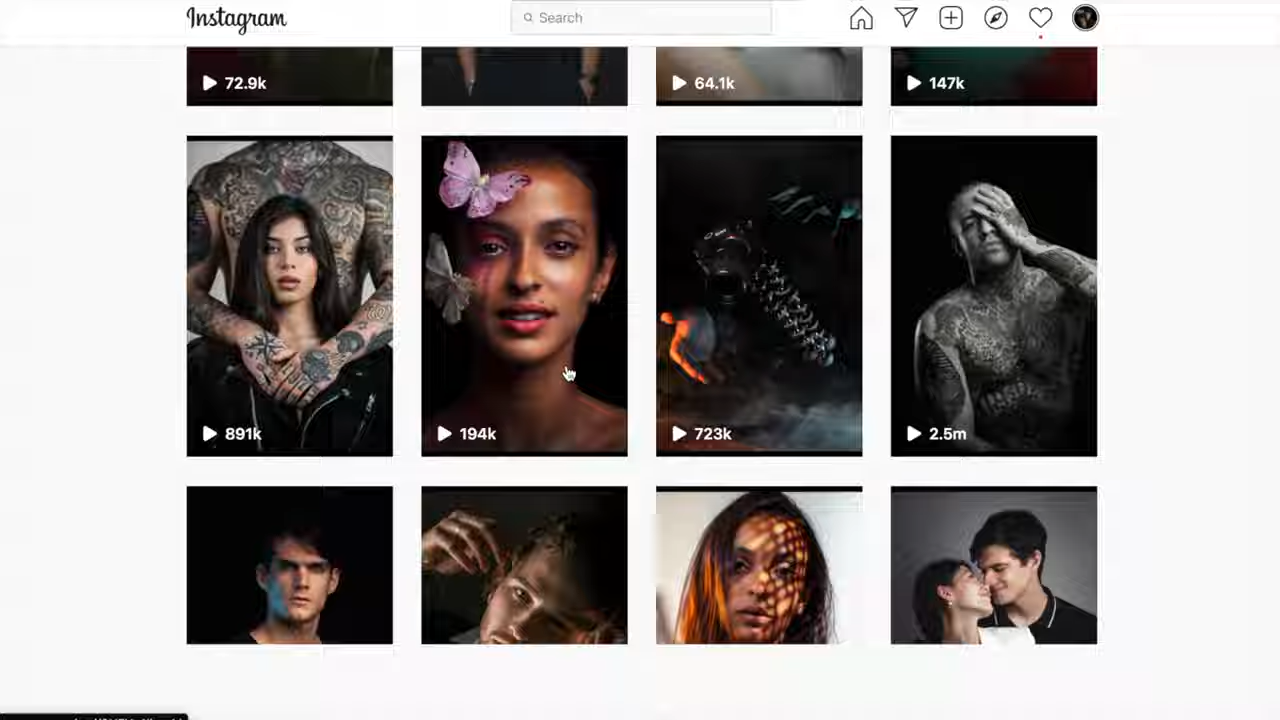 Instagram
Search
72.9k
64.1k
147k
891k
194k
723k
2.5m